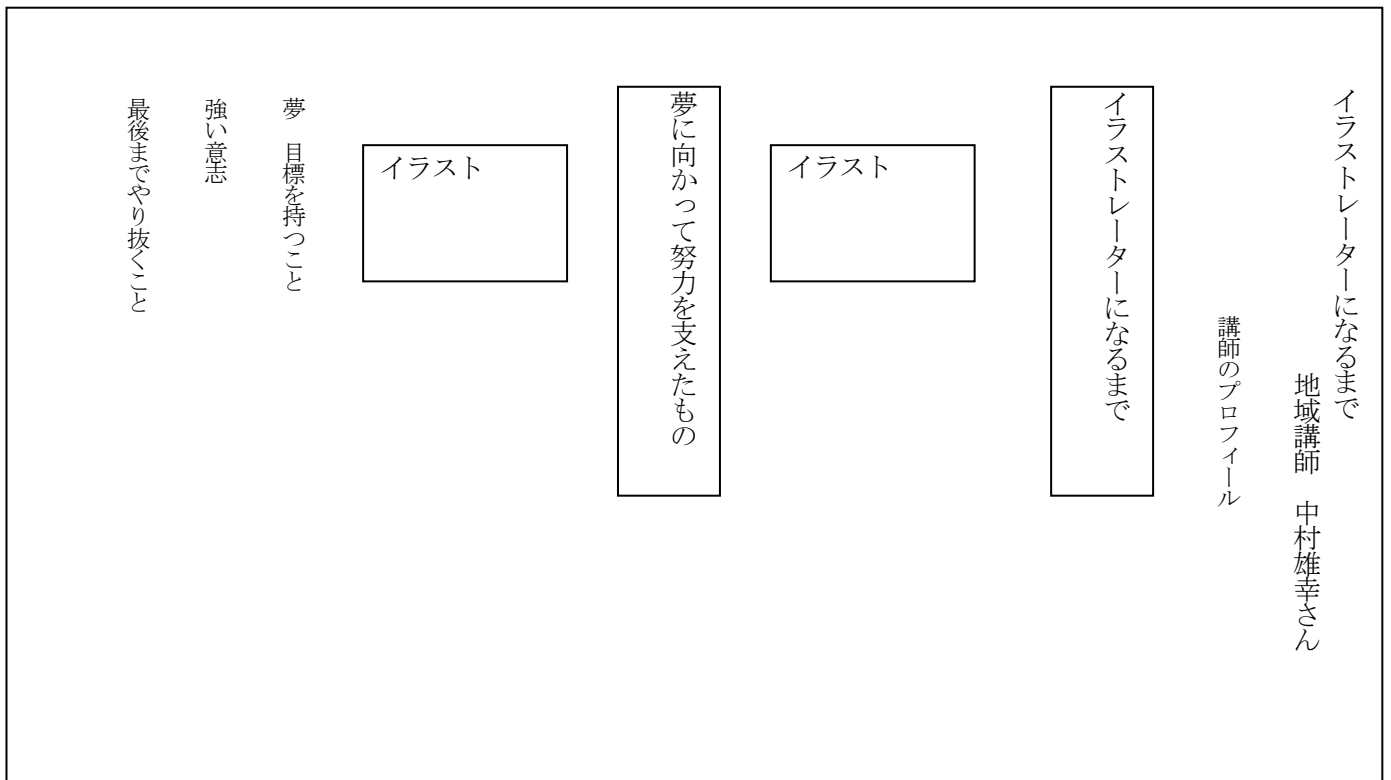 イラストレーターになるまで
地域講師　中村雄幸さん
講師のプロフィール
イラストレーターになるまで
イラスト
夢に向かって努力を支えたもの
イラスト
夢　目標を持つこと
強い意志
最後までやり抜くこと